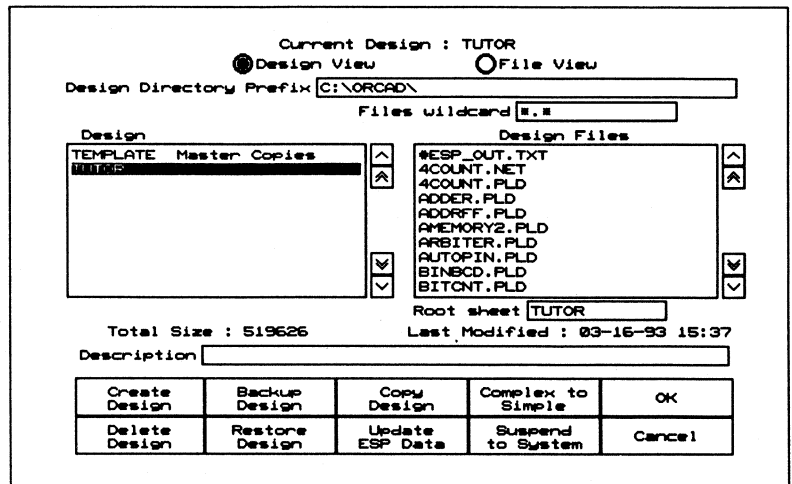 Current Design : TUTOR
Design View File View
Design Directory Prefix C:\ORCAD\
Files wildcard *.*
Design
TEMPLATE Master Copies
TUTOR
Design Files
#ESP_OUT.TXT
4COUNT.NET
4COUNT.PLD
ADDER.PLD
ADDRFF.PLD
AMEMORY2.PLD
ARBITER.PLD
AUTOPIN.PLD
BINBCD.PLD
BITCNT.PLD
Root sheet TUTOR
Total Size : 519626 Last Modified : 03-16-93 15:37
Description
Create Design
Backup Design
Copy Design
Complex to Simple
OK
Delete Design
Restore Design
Update ESP Data
Suspend to System
Cancel